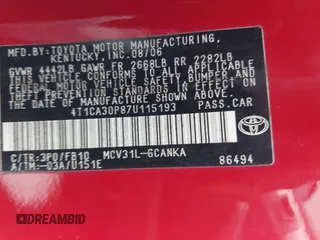 MFD.BY:TOYOTA MOTOR MANUFACTURING,
KENTUCKY, INC. 08/06
GVWR 4442LB GAWR FR 2668LB RR 2282LB
THIS VEHICLE CONFORMS TO ALL APPLICABLE
FEDERAL MOTOR VEHICLE SAFETY, BUMPER, AND
THEFT PREVENTION STANDARDS IN EFFECT ON
THE DATE OF MANUFACTURE SHOWN ABOVE.
4T1CA30P87U115193 PASS.CAR
C/TR:3P0/FB10 MCV31L-GCANKA
A/TM:-03A/U151E 86494
TOYOTA
autobidmaster